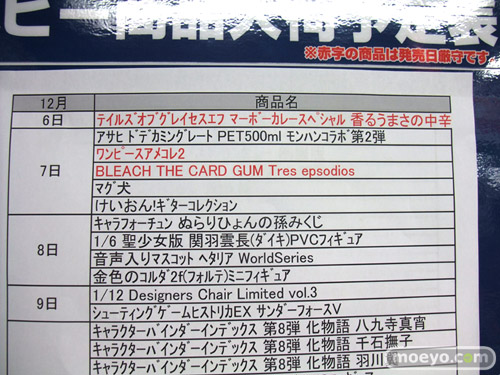 ビー商品入荷予定表
※赤字の商品は発売日厳守です
12月 商品名
6日 テイルズオブグレイセスエフ マーボーカレースペシャル 香るうまさの中辛
アサヒ ドデカミングレート PET500ml モンハンコラボ第2弾
ワンピースアメコレ2
7日 BLEACH THE CARD GUM Tres epsodios
マグ犬
けいおん!ギターコレクション
キャラフォーチュン ぬらりひょんの孫みくじ
8日 1/6 聖少女版 関羽雲長(ダイキ)PVCフィギュア
音声入りマスコット ヘタリア WorldSeries
金色のコルダ2f(フォルテ)ミニフィギュア
9日 1/12 Designers Chair Limited vol.3
シューティングゲームヒストリカEX サンダーフォースV
キャラクターバインダーインデックス 第8弾 化物語 八九寺真宵
キャラクターバインダーインデックス 第8弾 化物語 千石撫子
キャラクターバインダーインデックス 第8弾 化物語 羽川
moeyo.com